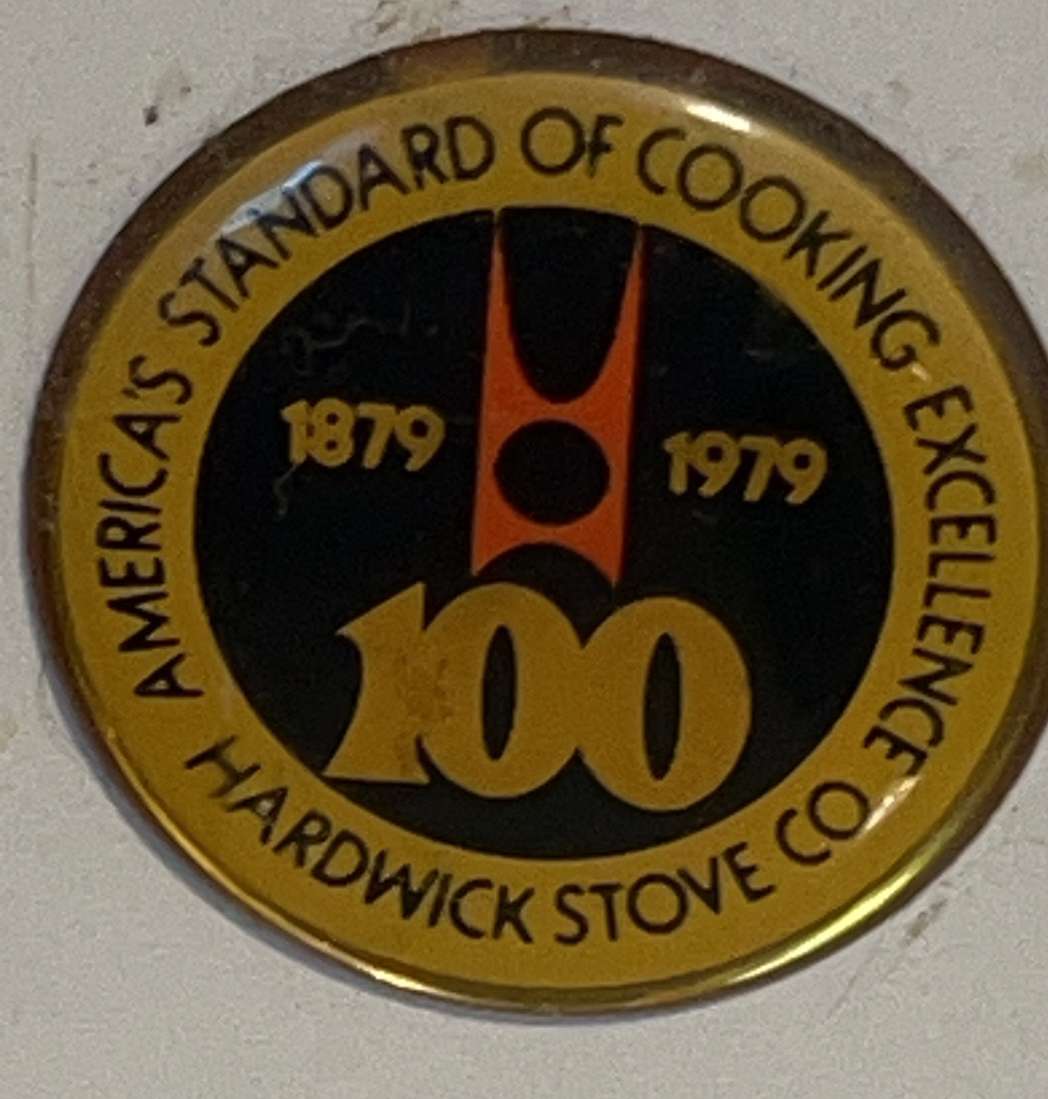 AMERICA'S STANDARD OF COOKING-EXCELLENCE
1879 1979
100
HARDWICK STOVE CO